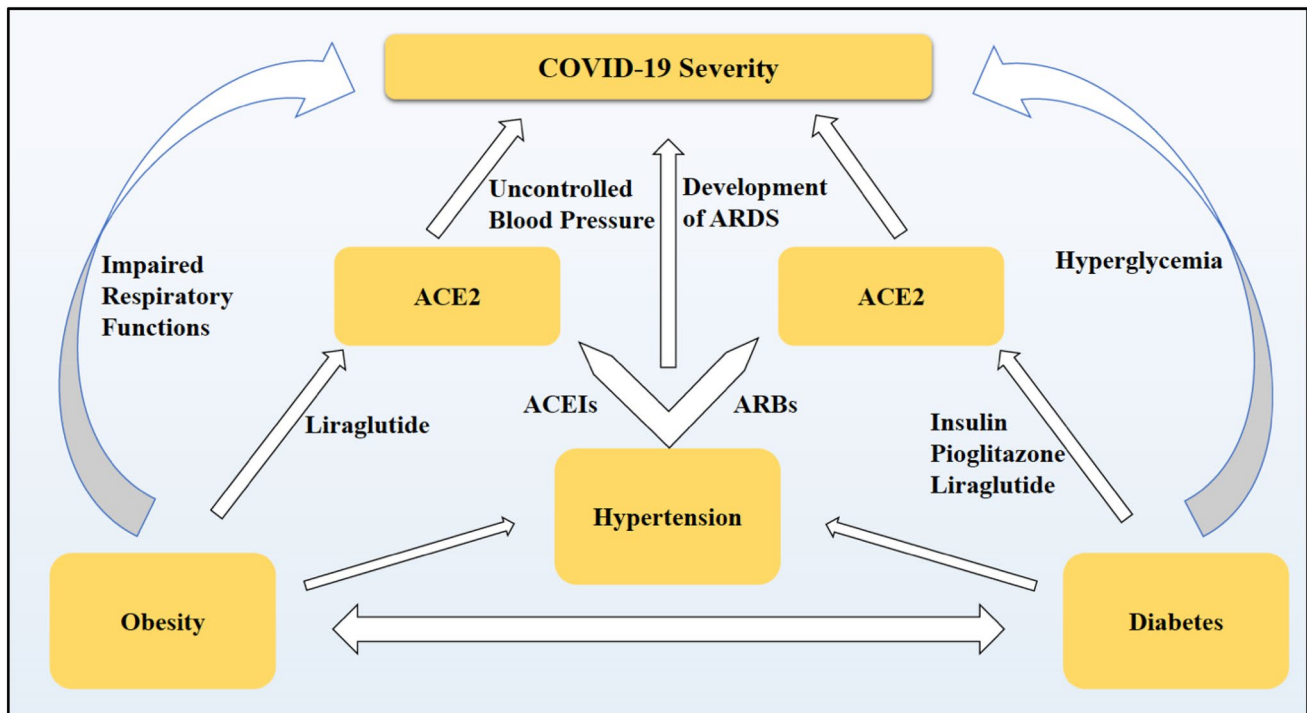 COVID-19 Severity
Uncontrolled
Blood Pressure
Development
of ARDS
Impaired
Respiratory
Functions
Hyperglycemia
ACE2
ACE2
Liraglutide
ACEIs
ARBs
Insulin
Pioglitazone
Liraglutide
Hypertension
Obesity
Diabetes